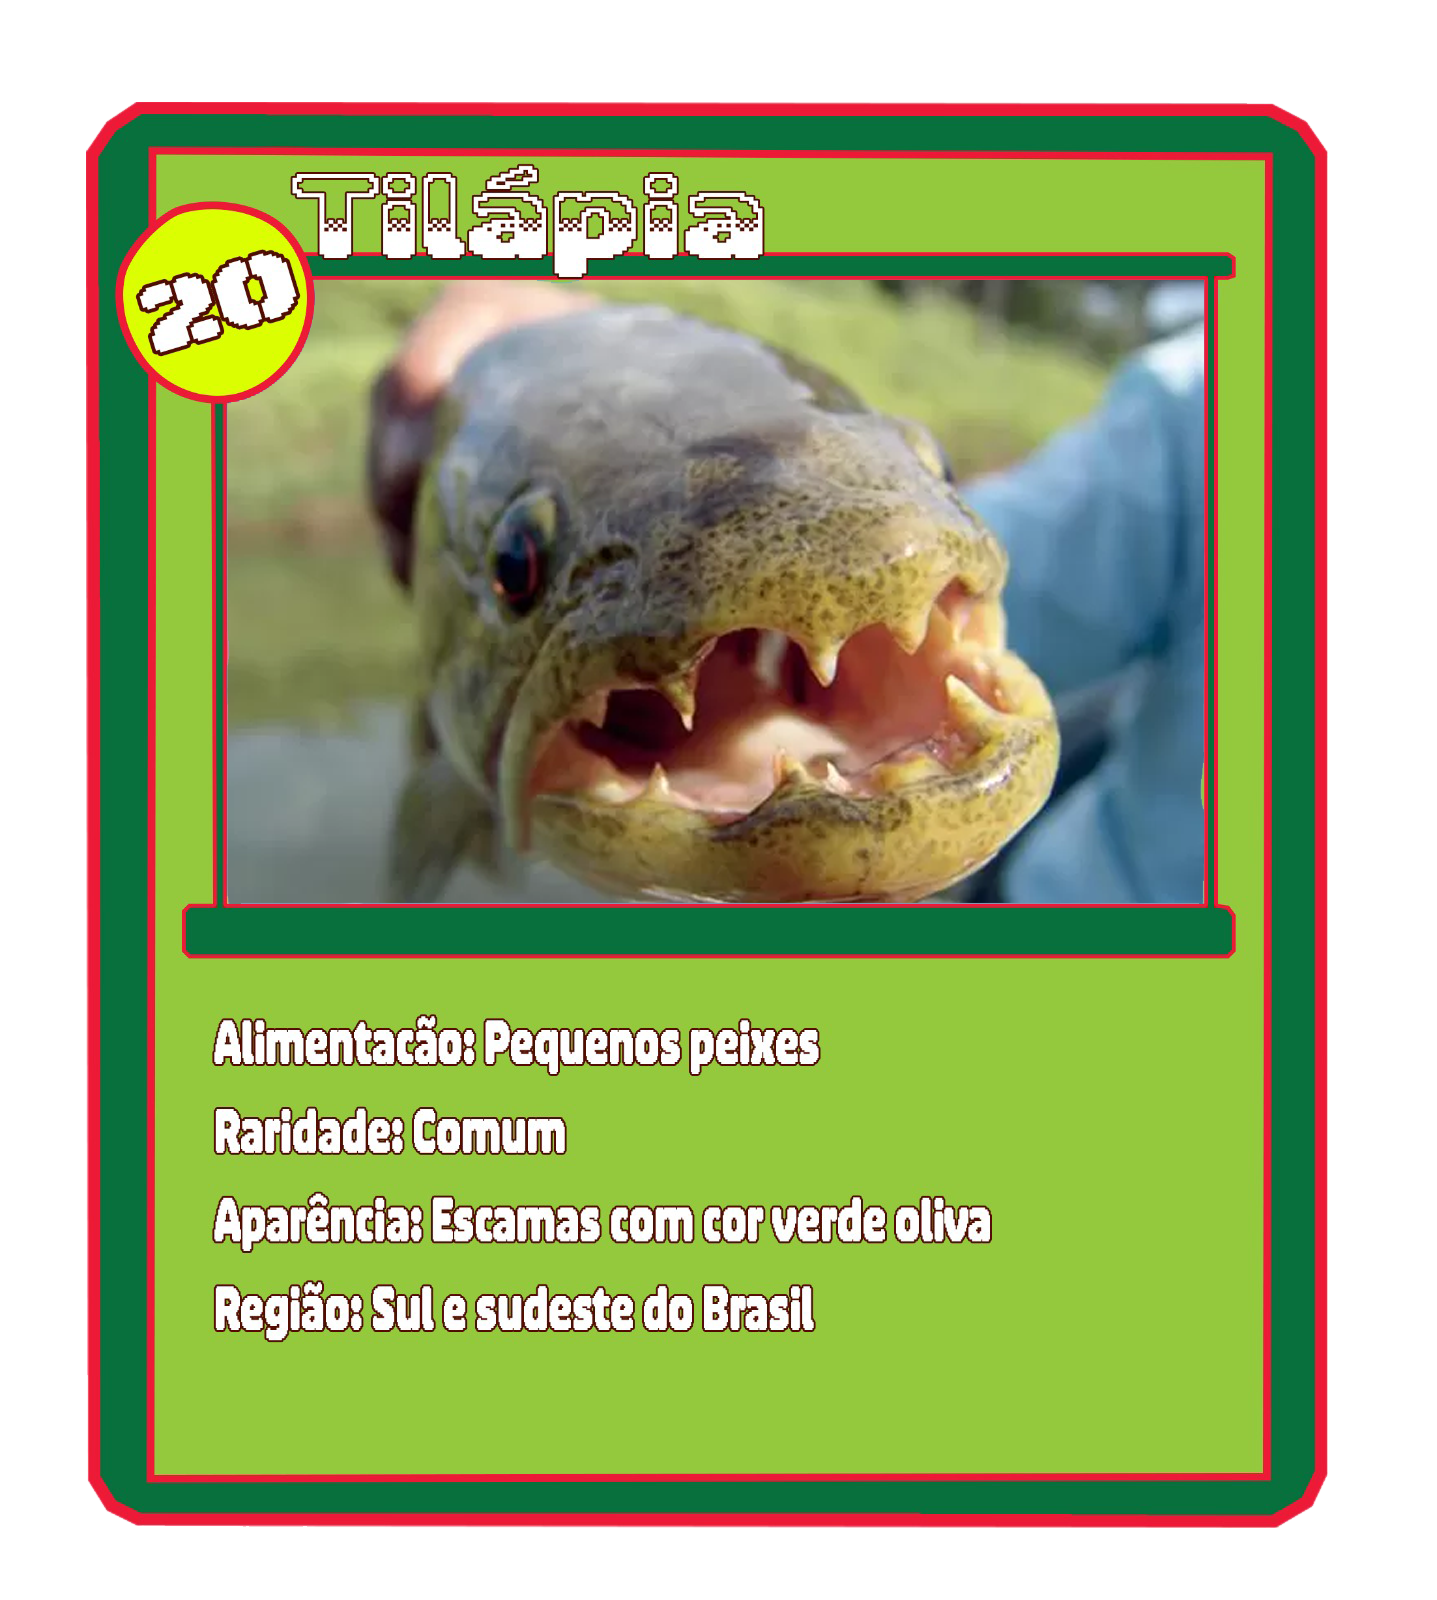 Tilápia
20
Alimentacão: Pequenos peixes
Raridade: Comum
Aparência: Escamas com cor verde oliva
Região: Sul e sudeste do Brasil